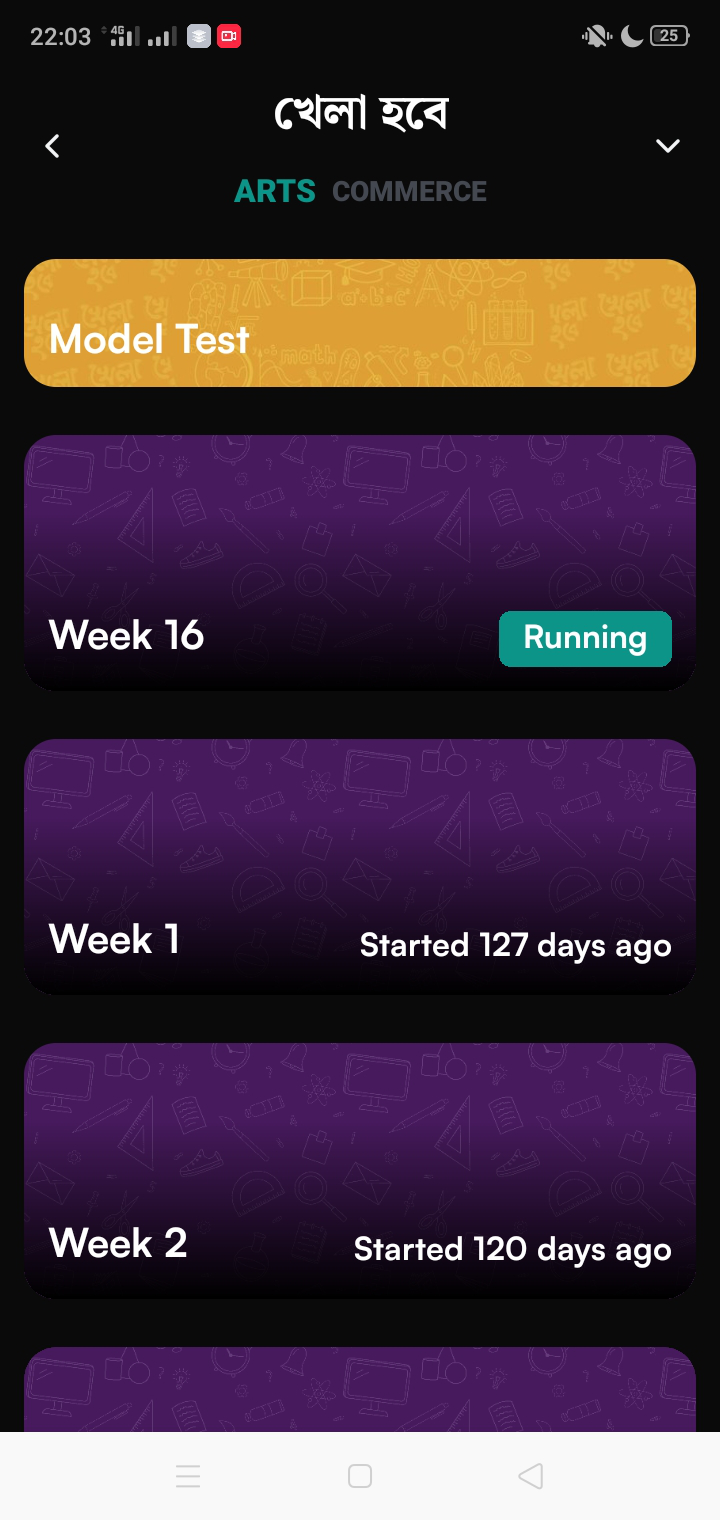 22:03 4G 25
খেলা হবে
ARTS COMMERCE
Model Test
Week 16 Running
Week 1 Started 127 days ago
Week 2 Started 120 days ago